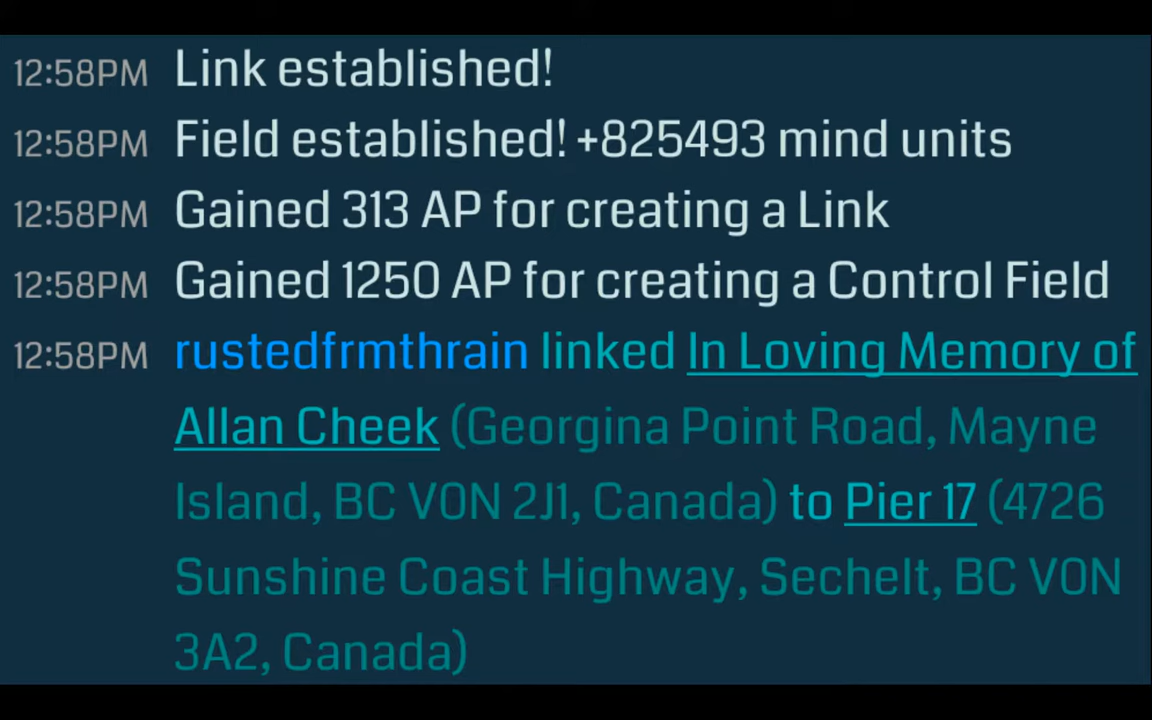 12:58PM Link established!
12:58PM Field established! +825493 mind units
12:58PM Gained 313 AP for creating a Link
12:58PM Gained 1250 AP for creating a Control Field
12:58PM rustedfrmthrain linked In Loving Memory of
Allan Cheek (Georgina Point Road, Mayne
Island, BC V0N 2J1, Canada) to Pier 17 (4726
Sunshine Coast Highway, Sechelt, BC V0N
3A2, Canada)